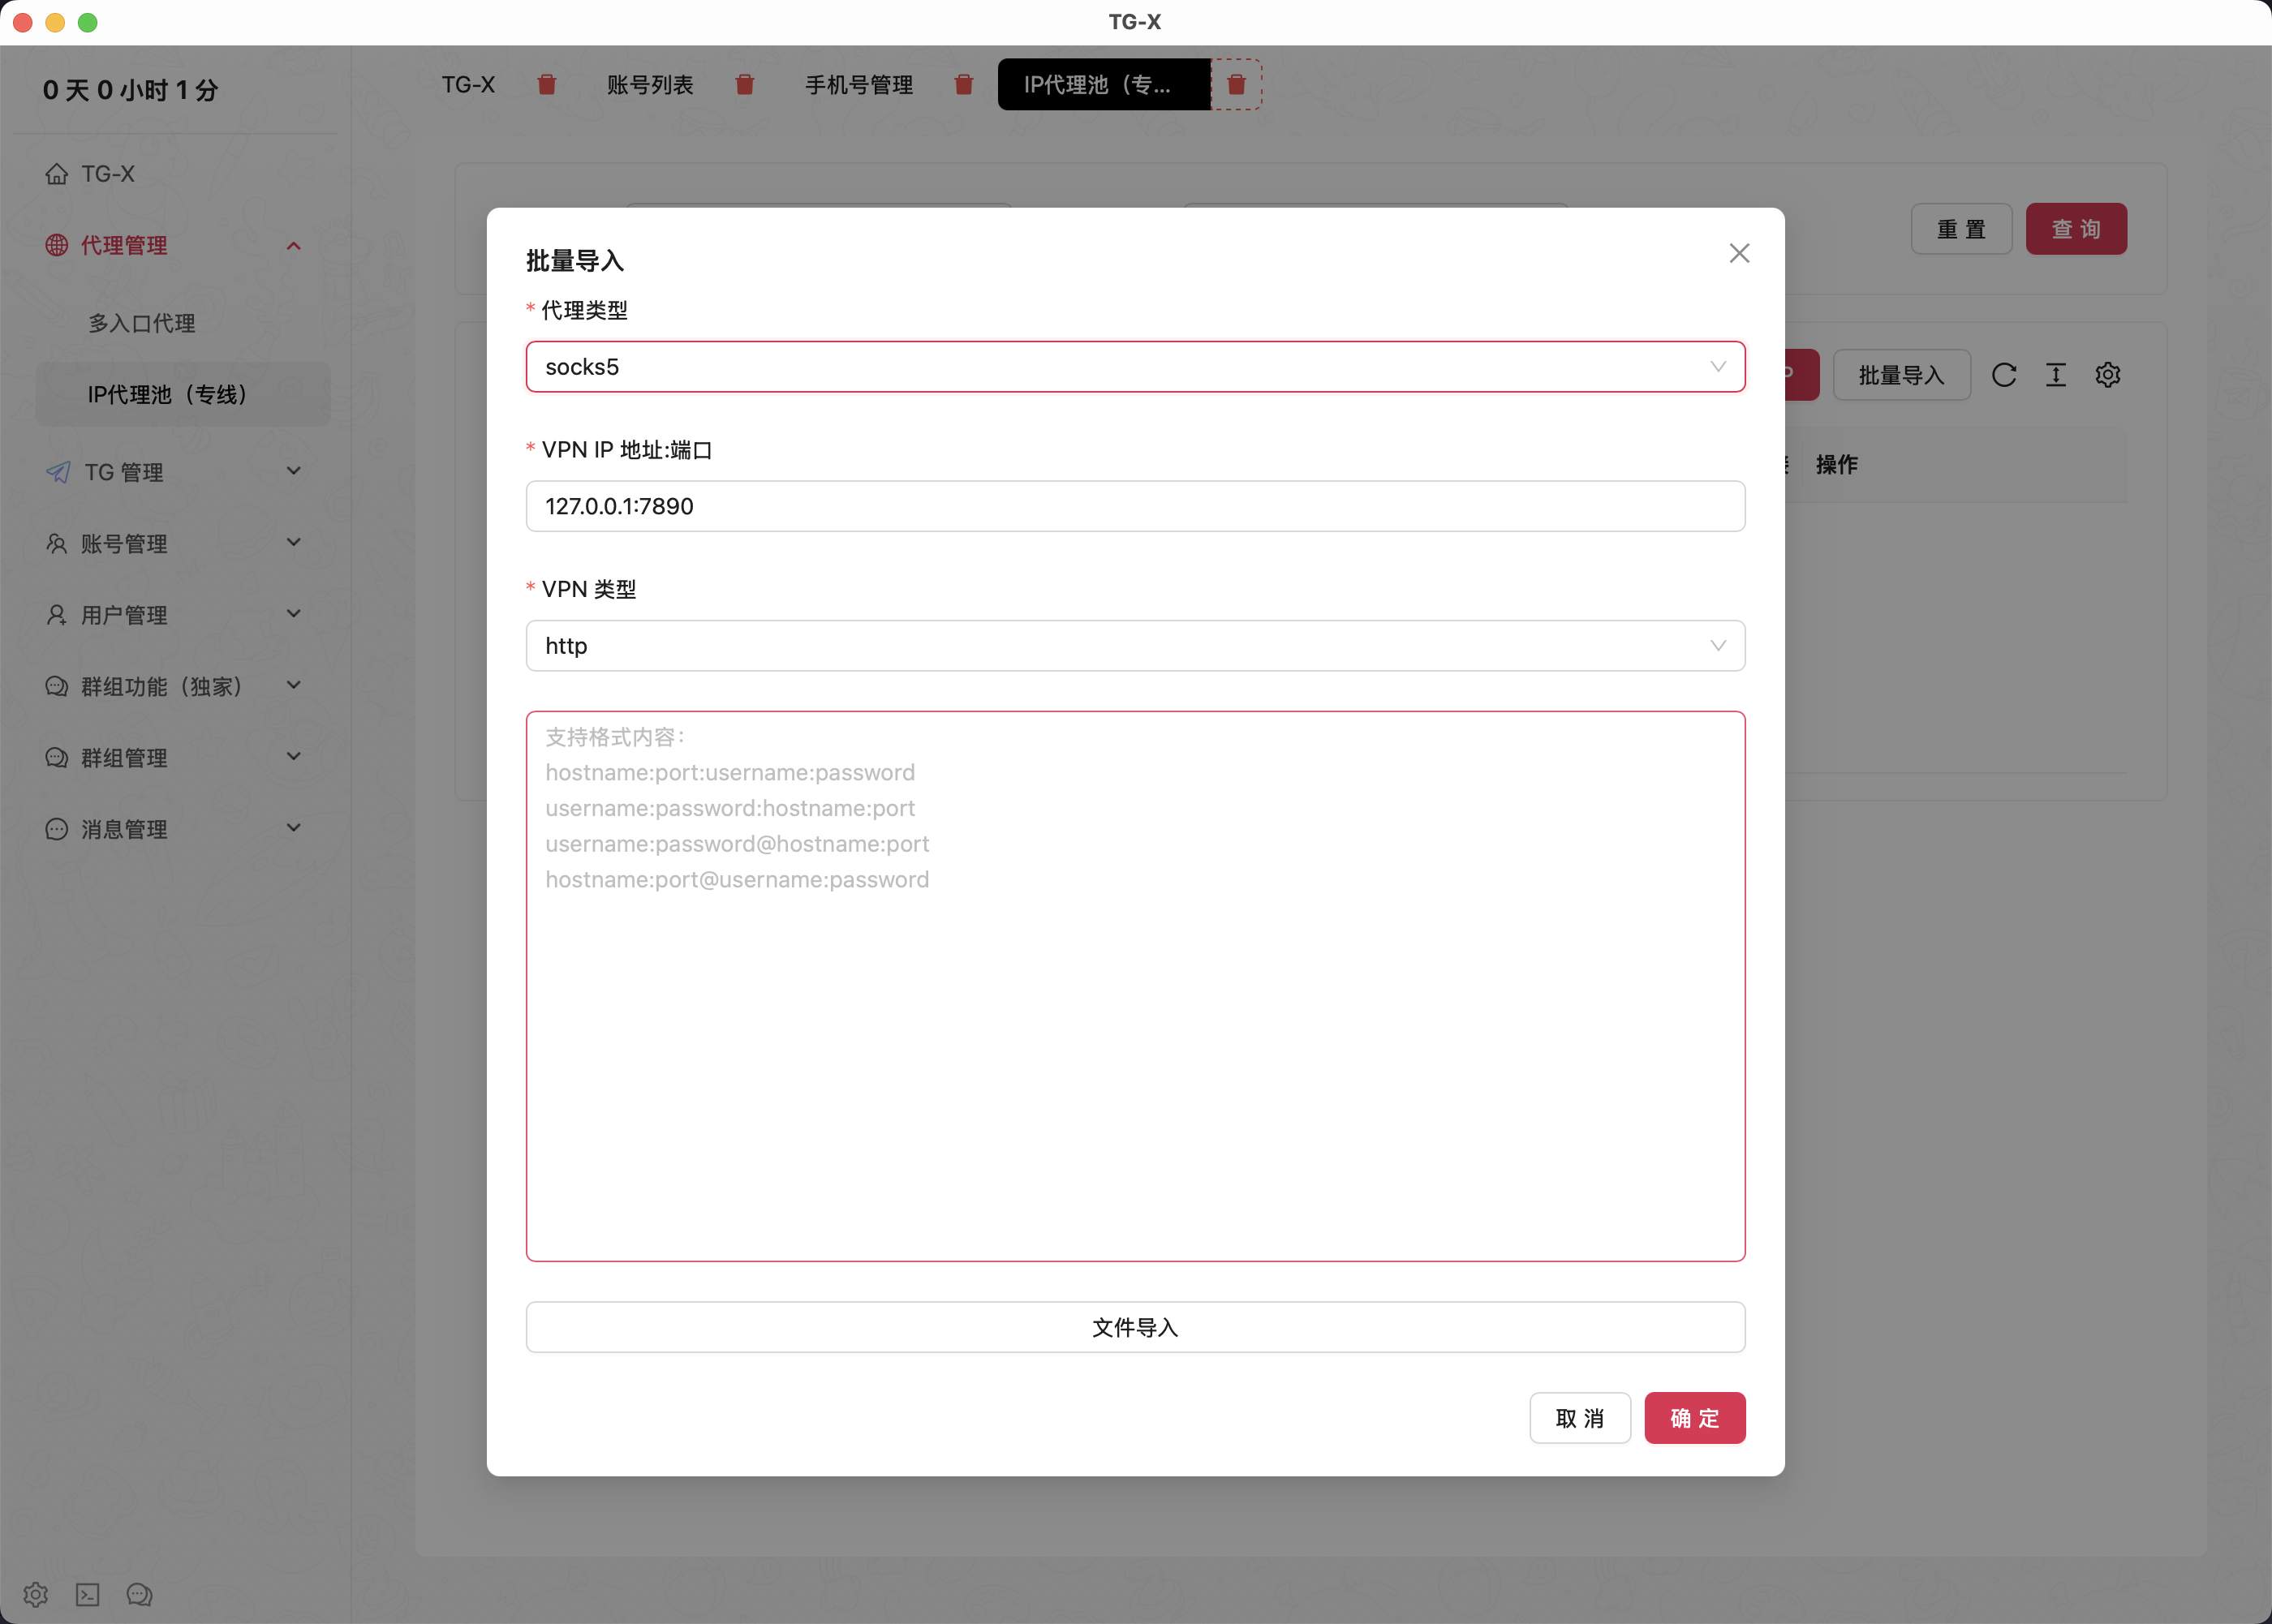 TG-X
0 天 0 小时 1 分
TG-X
账号列表
手机号管理
IP代理池（专...
TG-X
代理管理
多入口代理
IP代理池（专线）
TG 管理
账号管理
用户管理
群组功能（独家）
群组管理
消息管理
重 置
查 询
批量导入
操作
批量导入
* 代理类型
socks5
* VPN IP 地址:端口
127.0.0.1:7890
* VPN 类型
http
支持格式内容：
hostname:port:username:password
username:password:hostname:port
username:password@hostname:port
hostname:port@username:password
文件导入
取 消
确 定